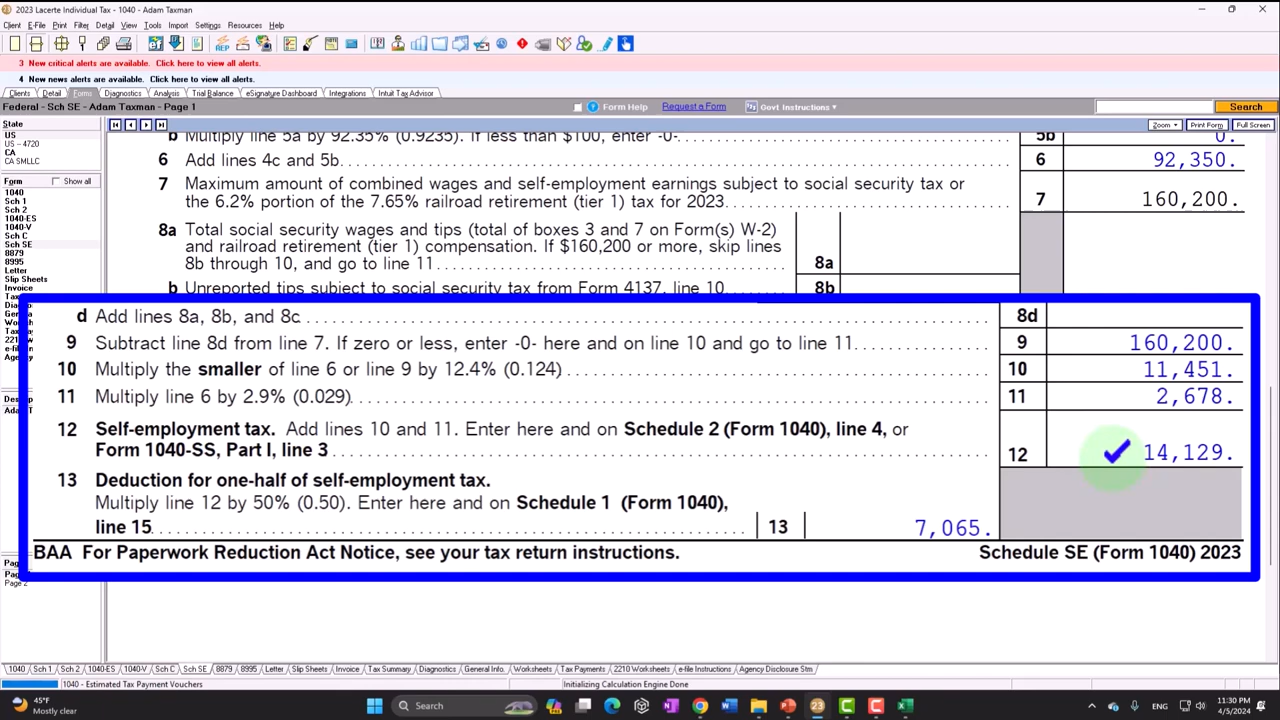 2023 Lacerte Individual Tax - 1040 - Adam Taxman
Client E-File Print Filter Detail View Tools Import Settings Resources Help
3 New critical alerts are available. Click here to view all alerts.
4 New news alerts are available. Click here to view all alerts.
Clients Detail Forms Diagnostics Analysis Trial Balance eSignature Dashboard Integrations Intuit Tax Advisor
Federal - Sch SE - Adam Taxman - Page 1
Form Help Request a Form Govt Instructions Search
State
US
US - 4720
CA
CA SMLLC
Form Show all
1040
Sch 1
Sch 2
1040-ES
1040-V
Sch C
Sch SE
8879
8995
Letter
Slip Sheets
Invoice
Zoom Print Form Full Screen
b Multiply line 5a by 92.35% (0.9235). If less than $100, enter -0- 5b 0.
6 Add lines 4c and 5b 6 92,350.
7 Maximum amount of combined wages and self-employment earnings subject to social security tax or
the 6.2% portion of the 7.65% railroad retirement (tier 1) tax for 2023 7 160,200.
8a Total social security wages and tips (total of boxes 3 and 7 on Form(s) W-2)
and railroad retirement (tier 1) compensation. If $160,200 or more, skip lines
8b through 10, and go to line 11 8a
b Unreported tips subject to social security tax from Form 4137, line 10 8b
d Add lines 8a, 8b, and 8c 8d
9 Subtract line 8d from line 7. If zero or less, enter -0- here and on line 10 and go to line 11 9 160,200.
10 Multiply the smaller of line 6 or line 9 by 12.4% (0.124) 10 11,451.
11 Multiply line 6 by 2.9% (0.029) 11 2,678.
12 Self-employment tax. Add lines 10 and 11. Enter here and on Schedule 2 (Form 1040), line 4, or
Form 1040-SS, Part I, line 3 12 14,129.
13 Deduction for one-half of self-employment tax.
Multiply line 12 by 50% (0.50). Enter here and on Schedule 1 (Form 1040),
line 15 13 7,065.
BAA For Paperwork Reduction Act Notice, see your tax return instructions. Schedule SE (Form 1040) 2023
Page 2
1040 Sch 1 Sch 2 1040-ES 1040-V Sch C Sch SE 8879 8995 Letter Slip Sheets Invoice Tax Summary Diagnostics General Info. Worksheets Tax Payments 2210 Worksheets e-file Instructions Agency Disclosure Stm
1040 - Estimated Tax Payment Vouchers Initializing Calculation Engine Done
45°F
Mostly clear
Search
23
ENG
11:30 PM
4/5/2024